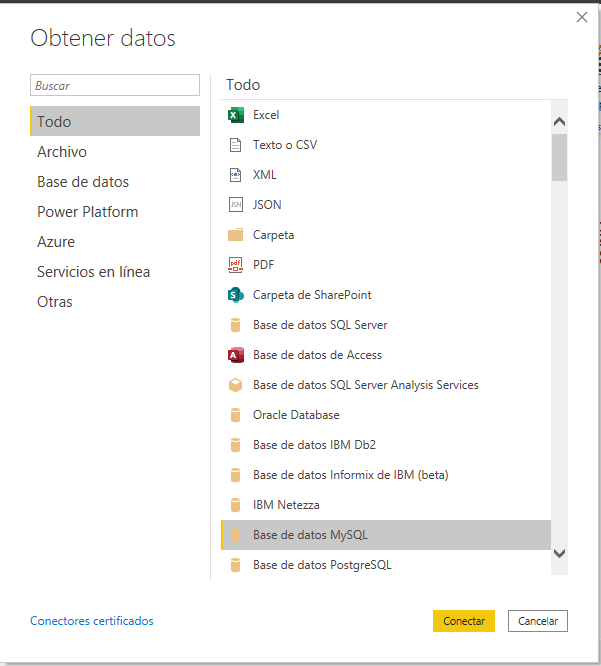 Obtener datos
Buscar
Todo
Archivo
Base de datos
Power Platform
Azure
Servicios en línea
Otras
Todo
Excel
Texto o CSV
XML
JSON
Carpeta
PDF
Carpeta de SharePoint
Base de datos SQL Server
Base de datos de Access
Base de datos SQL Server Analysis Services
Oracle Database
Base de datos IBM Db2
Base de datos Informix de IBM (beta)
IBM Netezza
Base de datos MySQL
Base de datos PostgreSQL
Conectores certificados
Conectar
Cancelar